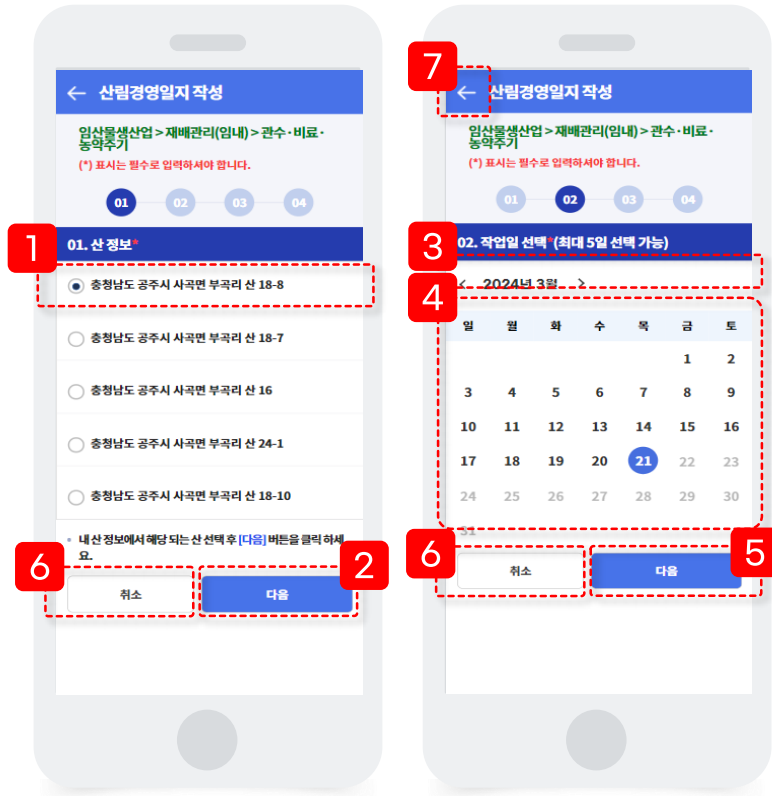 산림경영일지 작성
임산물생산업 > 재배관리(임내) > 관수·비료·
농약주기
(*) 표시는 필수로 입력하셔야 합니다.
01 02 03 04
1
01. 산 정보*
충청남도 공주시 사곡면 부곡리 산 18-8
충청남도 공주시 사곡면 부곡리 산 18-7
충청남도 공주시 사곡면 부곡리 산 16
충청남도 공주시 사곡면 부곡리 산 24-1
충청남도 공주시 사곡면 부곡리 산 18-10
• 내 산 정보에서 해당 되는 산 선택 후 [다음] 버튼을 클릭 하세
요.
6
2
취소 다음
7
산림경영일지 작성
임산물생산업 > 재배관리(임내) > 관수·비료·
농약주기
(*) 표시는 필수로 입력하셔야 합니다.
01 02 03 04
02. 작업일 선택*(최대 5일 선택 가능)
3
< 2024년 3월 >
4
일 월 화 수 목 금 토
1 2
3 4 5 6 7 8 9
10 11 12 13 14 15 16
17 18 19 20 21 22 23
24 25 26 27 28 29 30
31
6
5
취소 다음